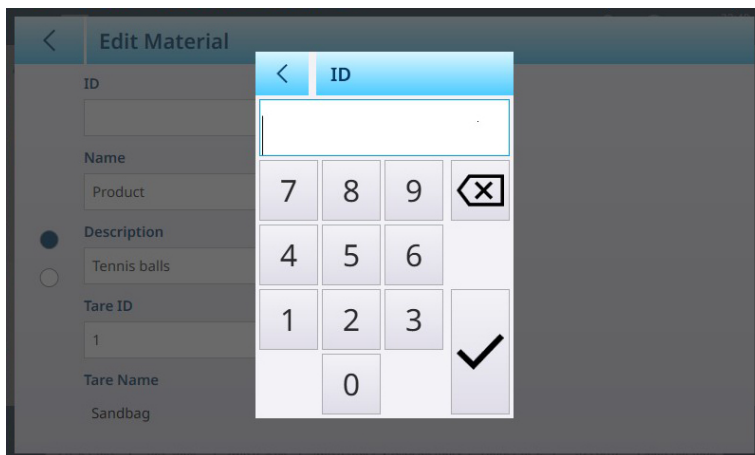 Edit Material
ID
Name
Product
Description
Tennis balls
Tare ID
1
Tare Name
Sandbag
ID
7 8 9
4 5 6
1 2 3
0